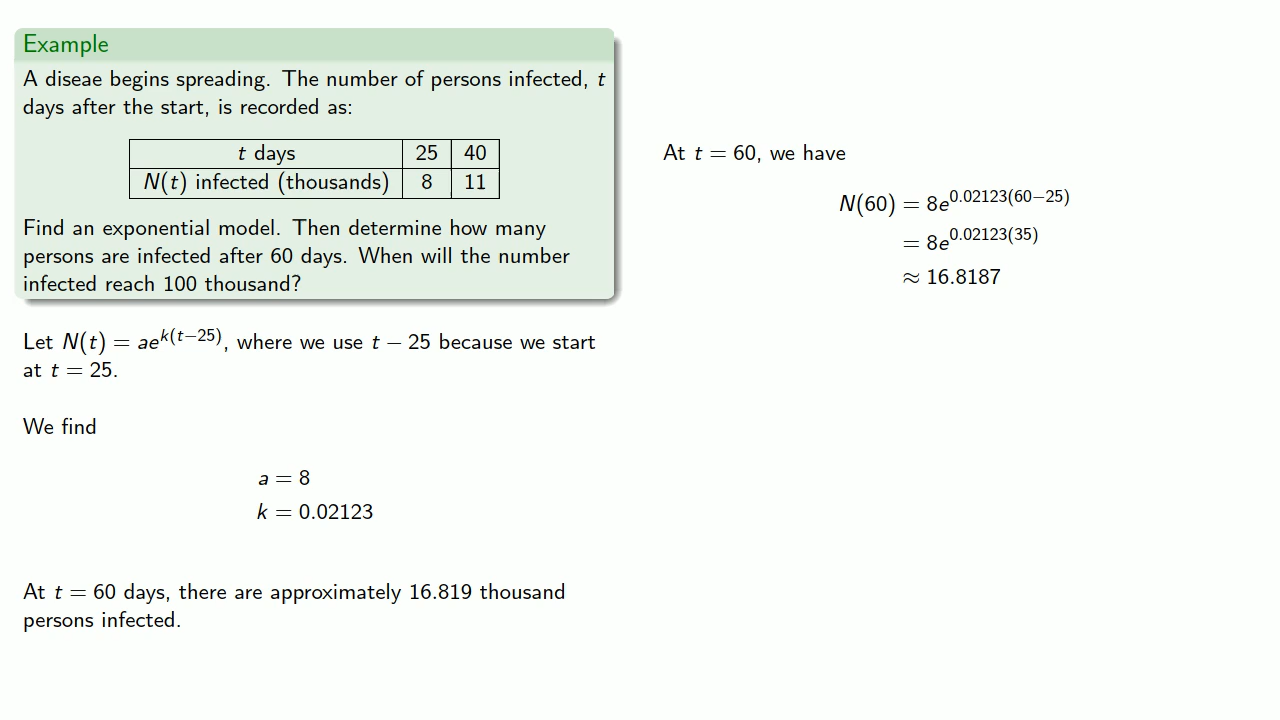 Example
A diseae begins spreading. The number of persons infected, t
days after the start, is recorded as:
t days 25 40
N(t) infected (thousands) 8 11
Find an exponential model. Then determine how many
persons are infected after 60 days. When will the number
infected reach 100 thousand?
Let N(t) = ae^{k(t−25)}, where we use t − 25 because we start
at t = 25.
We find
a = 8
k = 0.02123
At t = 60 days, there are approximately 16.819 thousand
persons infected.
At t = 60, we have
N(60) = 8e^{0.02123(60−25)}
= 8e^{0.02123(35)}
≈ 16.8187